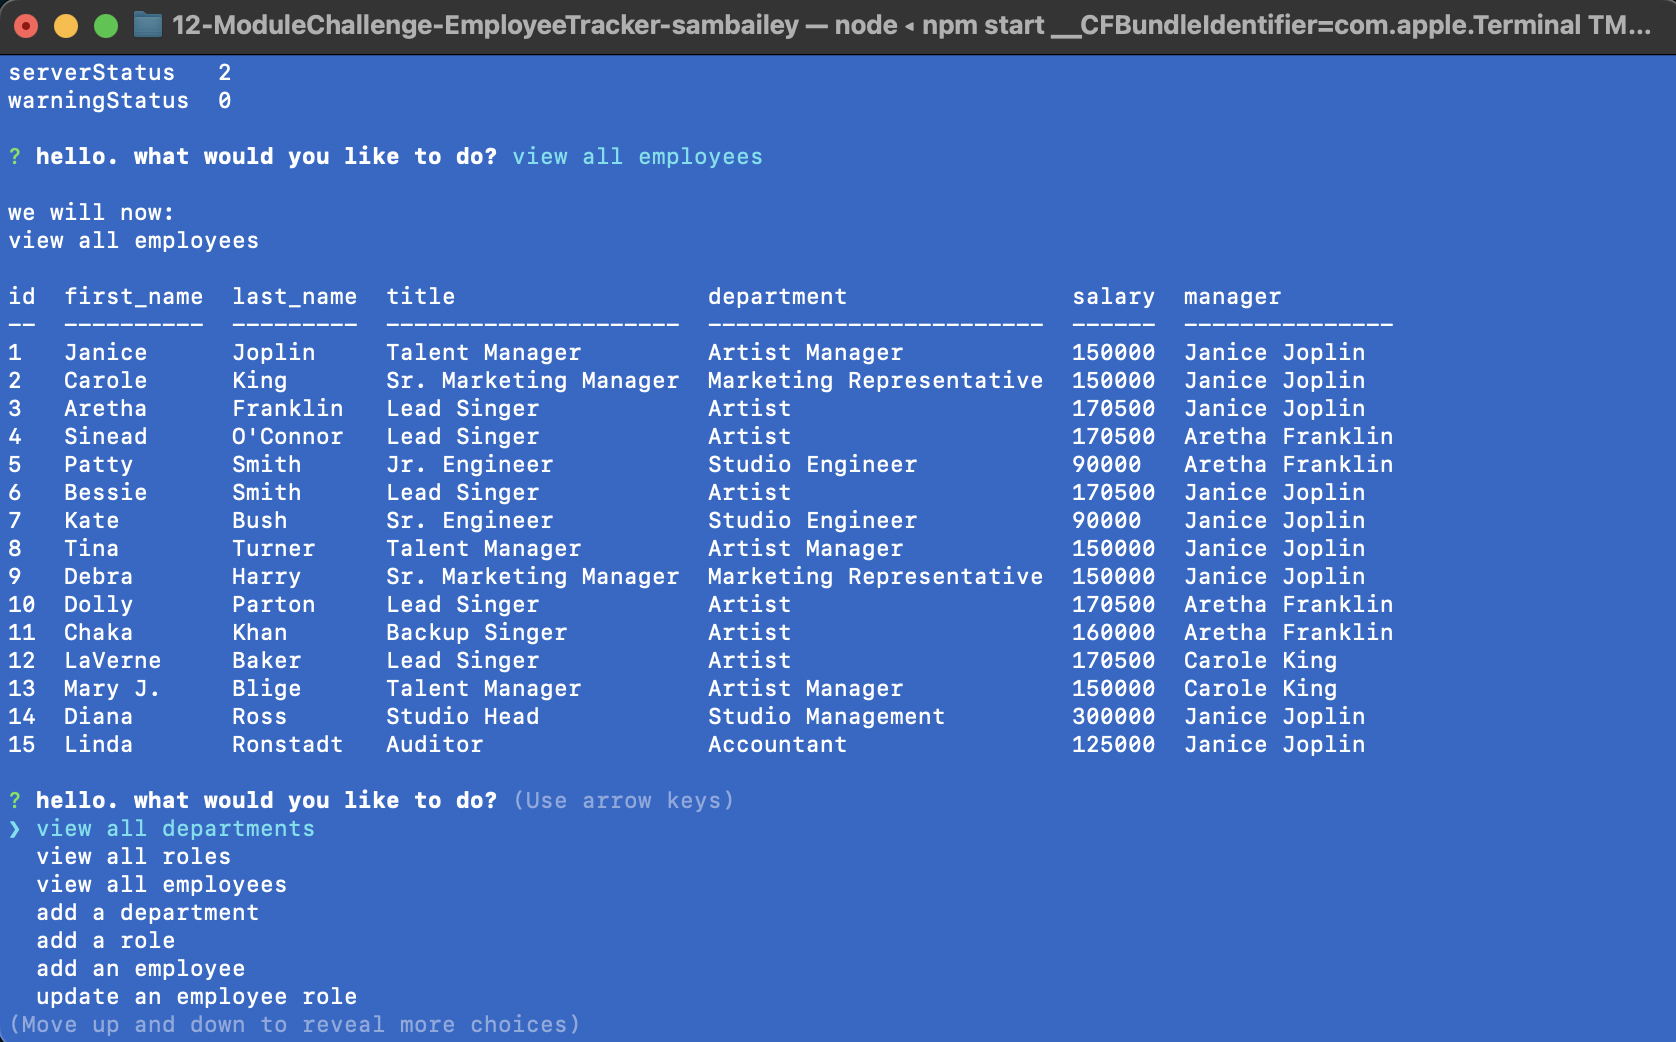 12-ModuleChallenge-EmployeeTracker-sambailey — node ◂ npm start __CFBundleIdentifier=com.apple.Terminal TM...
serverStatus   2
warningStatus  0
? hello. what would you like to do? view all employees
we will now:
view all employees
id  first_name  last_name  title                  department                salary  manager
--  ----------  ---------  ---------------------  ------------------------  ------  ---------------
1   Janice      Joplin     Talent Manager         Artist Manager            150000  Janice Joplin
2   Carole      King       Sr. Marketing Manager  Marketing Representative  150000  Janice Joplin
3   Aretha      Franklin   Lead Singer            Artist                    170500  Janice Joplin
4   Sinead      O'Connor   Lead Singer            Artist                    170500  Aretha Franklin
5   Patty       Smith      Jr. Engineer           Studio Engineer           90000   Aretha Franklin
6   Bessie      Smith      Lead Singer            Artist                    170500  Janice Joplin
7   Kate        Bush       Sr. Engineer           Studio Engineer           90000   Janice Joplin
8   Tina        Turner     Talent Manager         Artist Manager            150000  Janice Joplin
9   Debra       Harry      Sr. Marketing Manager  Marketing Representative  150000  Janice Joplin
10  Dolly       Parton     Lead Singer            Artist                    170500  Aretha Franklin
11  Chaka       Khan       Backup Singer          Artist                    160000  Aretha Franklin
12  LaVerne     Baker      Lead Singer            Artist                    170500  Carole King
13  Mary J.     Blige      Talent Manager         Artist Manager            150000  Carole King
14  Diana       Ross       Studio Head            Studio Management         300000  Janice Joplin
15  Linda       Ronstadt   Auditor                Accountant                125000  Janice Joplin
? hello. what would you like to do? (Use arrow keys)
❯ view all departments
  view all roles
  view all employees
  add a department
  add a role
  add an employee
  update an employee role
(Move up and down to reveal more choices)